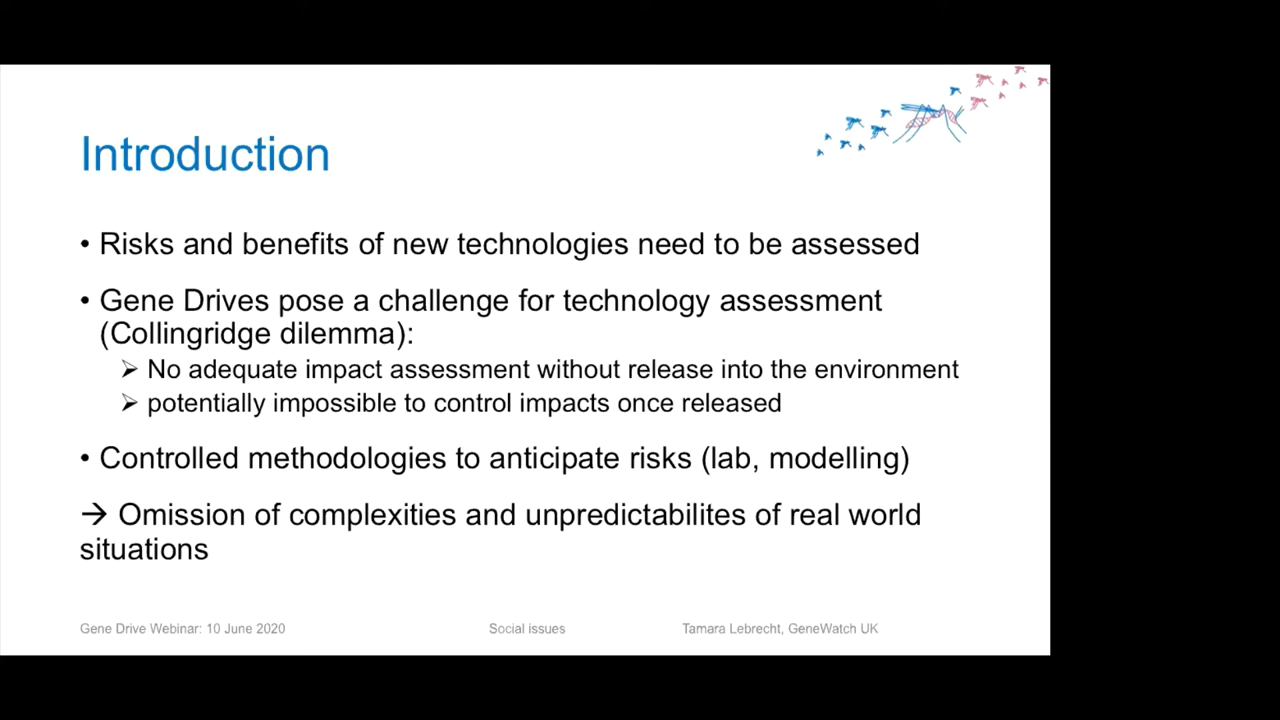 Introduction
• Risks and benefits of new technologies need to be assessed
• Gene Drives pose a challenge for technology assessment
(Collingridge dilemma):
➢ No adequate impact assessment without release into the environment
➢ potentially impossible to control impacts once released
• Controlled methodologies to anticipate risks (lab, modelling)
→ Omission of complexities and unpredictabilites of real world
situations
Gene Drive Webinar: 10 June 2020 Social issues Tamara Lebrecht, GeneWatch UK